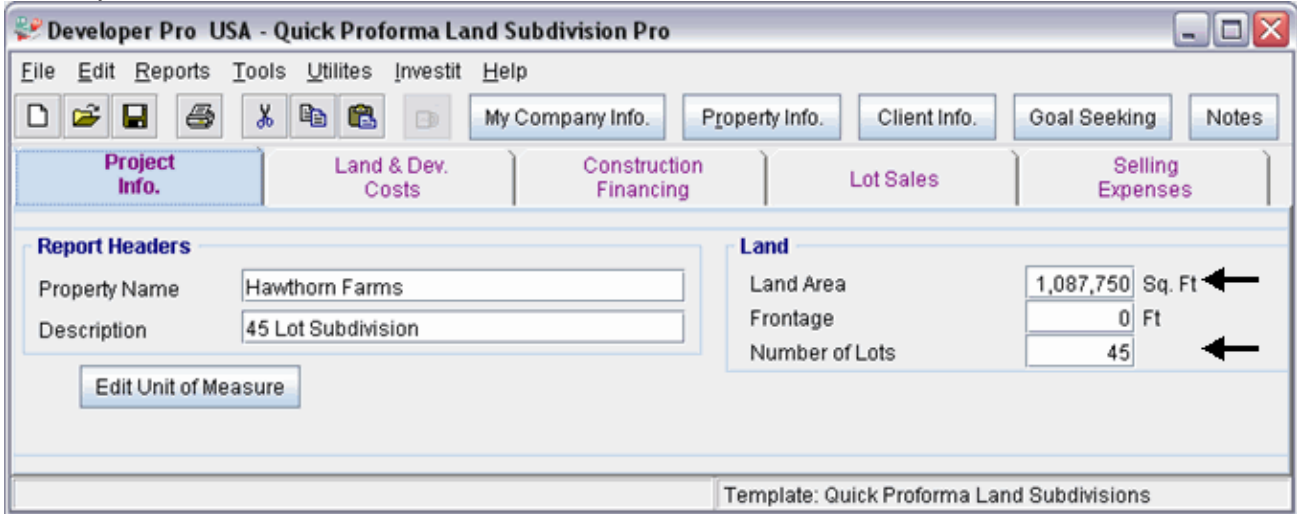 Developer Pro USA - Quick Proforma Land Subdivision Pro
File Edit Reports Tools Utilites Investit Help
My Company Info. Property Info. Client Info. Goal Seeking Notes
Project Info.
Land & Dev. Costs
Construction Financing
Lot Sales
Selling Expenses
Report Headers
Property Name Hawthorn Farms
Description 45 Lot Subdivision
Edit Unit of Measure
Land
Land Area 1,087,750 Sq. Ft
Frontage 0 Ft
Number of Lots 45
Template: Quick Proforma Land Subdivisions